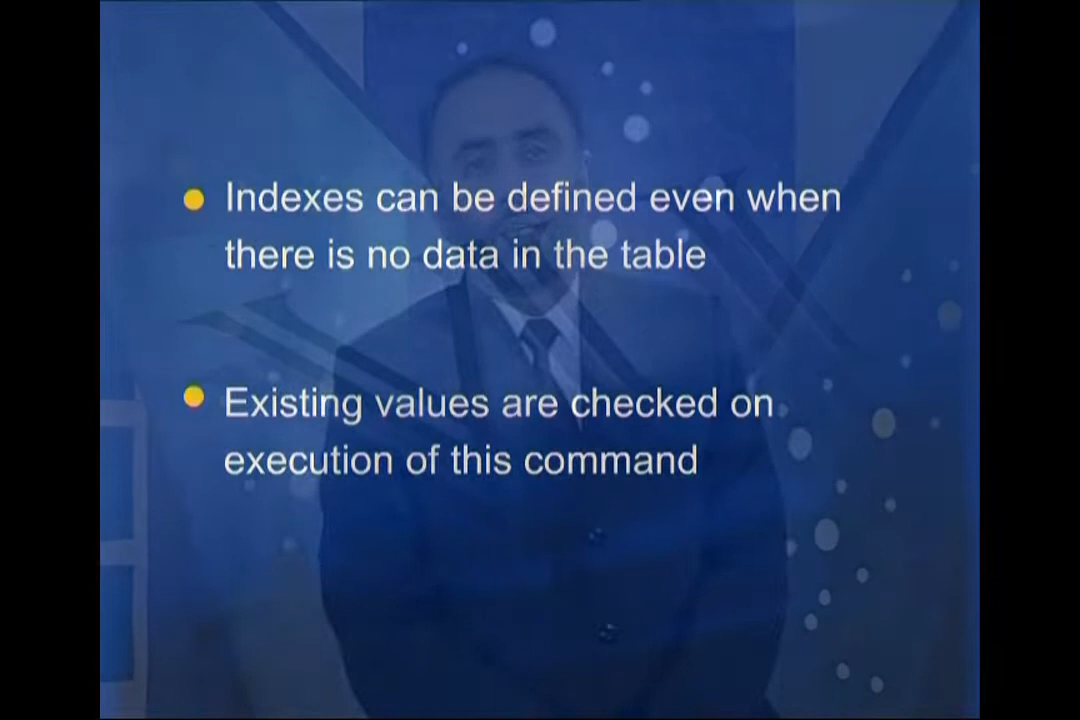 Indexes can be defined even when
there is no data in the table
Existing values are checked on
execution of this command